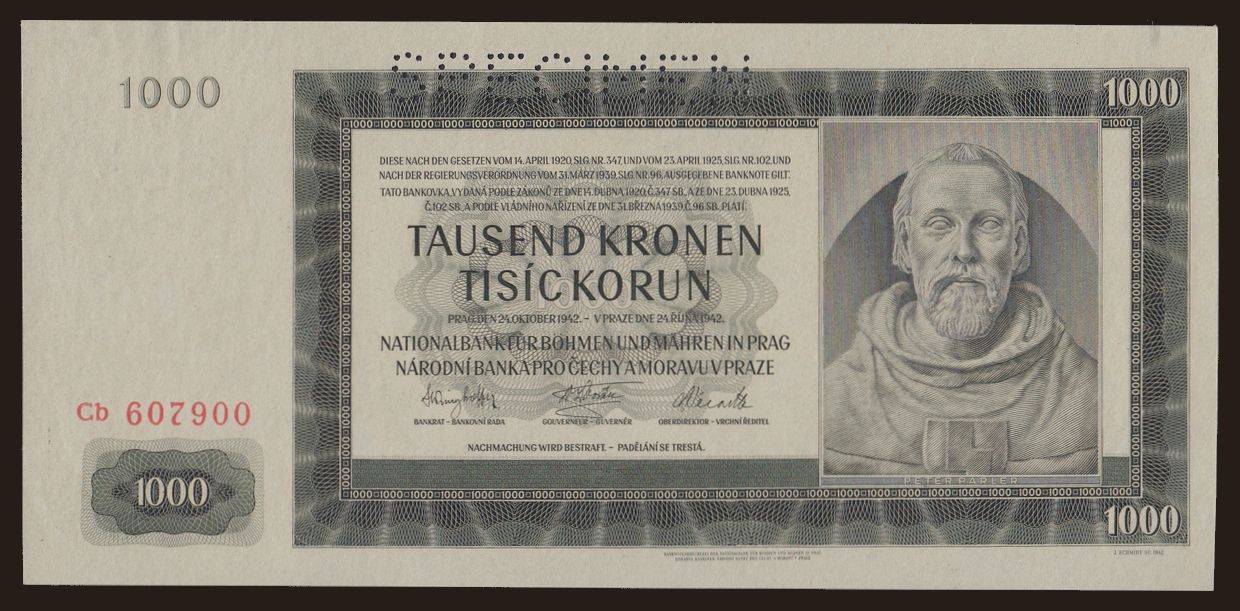 SPECIMEN
1000
1000
DIESE NACH DEN GESETZEN VOM 14. APRIL 1920, SLG. NR. 347, UND VOM 23. APRIL 1925, SLG. NR. 102, UND
NACH DER REGIERUNGSVERORDNUNG VOM 31. MÄRZ 1939, SLG. NR. 96, AUSGEGEBENE BANKNOTE GILT.
TATO BANKOVKA, VYDANÁ PODLE ZÁKONŮ ZE DNE 14. DUBNA 1920, Č. 347 SB., A ZE DNE 23. DUBNA 1925,
Č. 102 SB., A PODLE VLÁDNÍHO NAŘÍZENÍ ZE DNE 31. BŘEZNA 1939, Č. 96 SB., PLATÍ:
TAUSEND KRONEN
TISÍC KORUN
PRAG, DEN 24. OKTOBER 1942. – V PRAZE DNE 24. ŘÍJNA 1942.
NATIONALBANK FÜR BÖHMEN UND MÄHREN IN PRAG
NÁRODNÍ BANKA PRO ČECHY A MORAVU V PRAZE
BANKRAT – BANKOVNÍ RADA GOUVERNEUR – GUVERNÉR OBERDIREKTOR – VRCHNÍ ŘEDITEL
NACHMACHUNG WIRD BESTRAFT. – PADĚLÁNÍ SE TRESTÁ.
Cb 607900
1000
PETER PARLER
1000
J. SCHMIDT SC. 1942